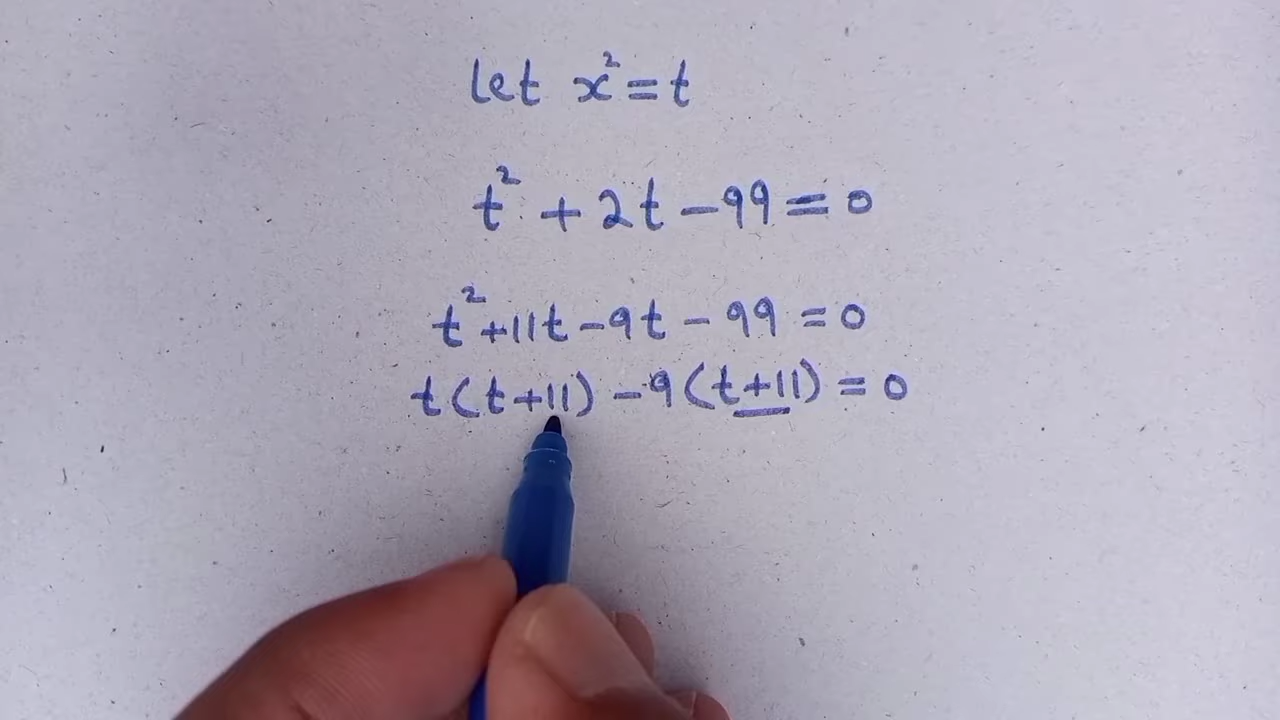 let x² = t
t² + 2t - 99 = 0
t² + 11t - 9t - 99 = 0
t(t+11) - 9(t+11) = 0